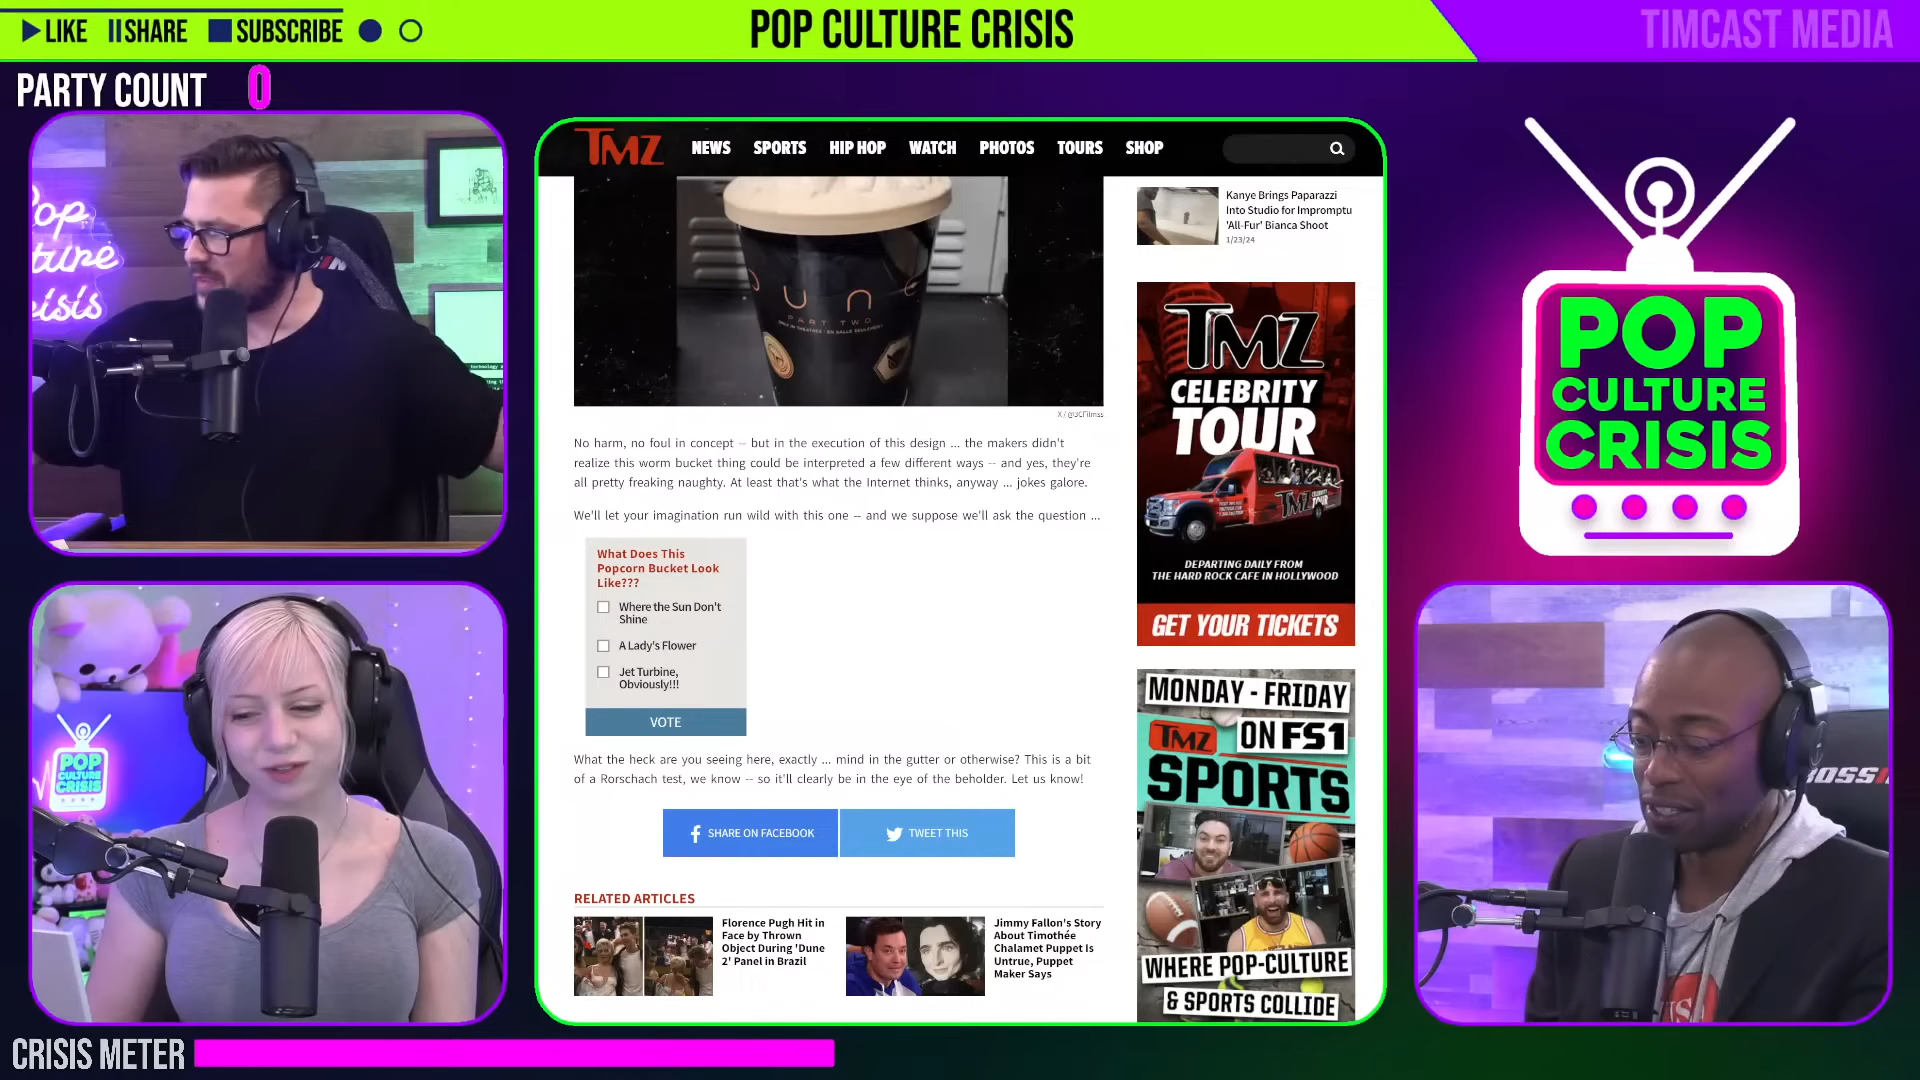 LIKE SHARE SUBSCRIBE
POP CULTURE CRISIS
TIMCAST MEDIA
PARTY COUNT 0
TMZ NEWS SPORTS HIP HOP WATCH PHOTOS TOURS SHOP
Kanye Brings Paparazzi
Into Studio for Impromptu
'All-Fur' Bianca Shoot
1/23/24
DUNE
PART TWO
X / @3CFilmss
No harm, no foul in concept -- but in the execution of this design ... the makers didn't
realize this worm bucket thing could be interpreted a few different ways -- and yes, they're
all pretty freaking naughty. At least that's what the Internet thinks, anyway ... jokes galore.
We'll let your imagination run wild with this one -- and we suppose we'll ask the question ...
What Does This
Popcorn Bucket Look
Like???
Where the Sun Don't
Shine
A Lady's Flower
Jet Turbine,
Obviously!!!
VOTE
What the heck are you seeing here, exactly ... mind in the gutter or otherwise? This is a bit
of a Rorschach test, we know -- so it'll clearly be in the eye of the beholder. Let us know!
SHARE ON FACEBOOK
TWEET THIS
RELATED ARTICLES
Florence Pugh Hit in
Face by Thrown
Object During 'Dune
2' Panel in Brazil
Jimmy Fallon's Story
About Timothée
Chalamet Puppet Is
Untrue, Puppet
Maker Says
TMZ
CELEBRITY
TOUR
TMZ
DEPARTING DAILY FROM
THE HARD ROCK CAFE IN HOLLYWOOD
GET YOUR TICKETS
MONDAY - FRIDAY
TMZ ON FS1
SPORTS
WHERE POP-CULTURE
& SPORTS COLLIDE
POP
CULTURE
CRISIS
Pop
Culture
Crisis
POP
CULTURE
CRISIS
CRISIS METER